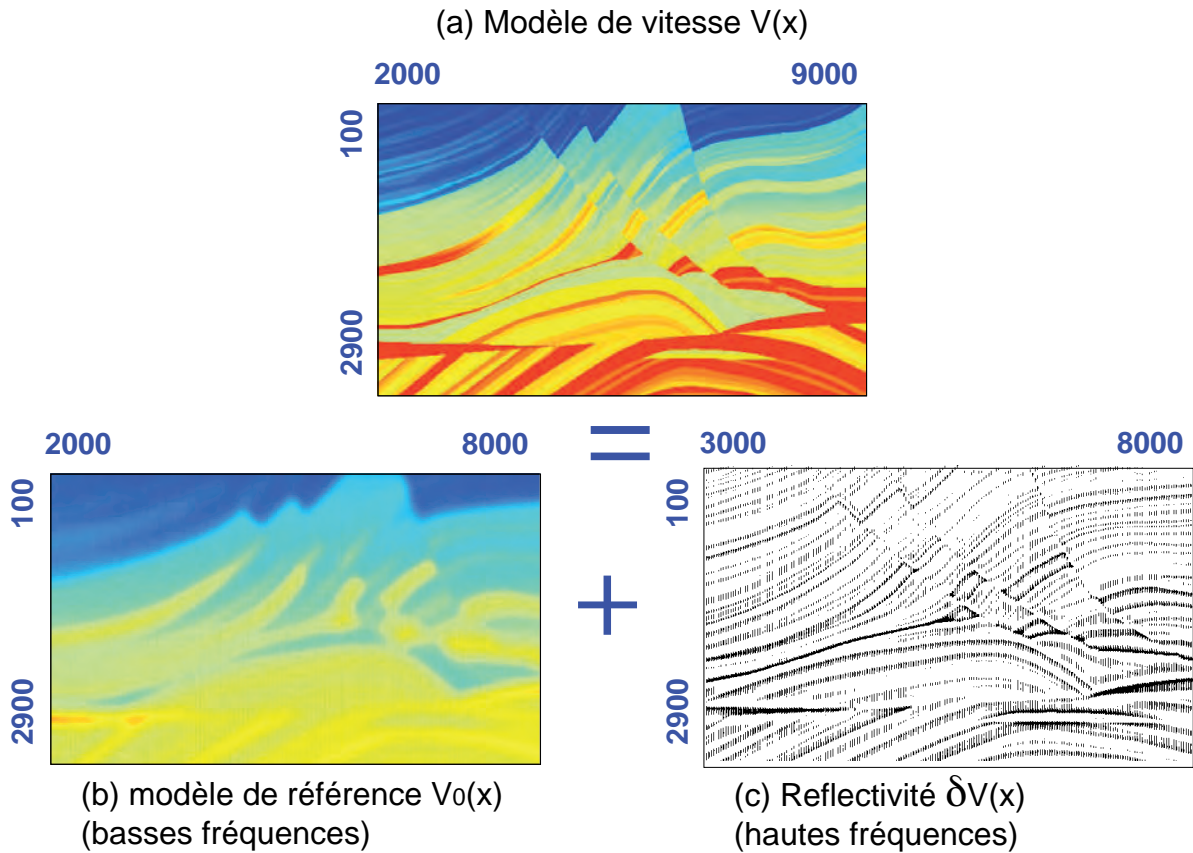 (a) Modèle de vitesse V(x)
2000 9000
100
2900
=
2000 8000
3000 8000
100
2900
+
100
2900
(b) modèle de référence V0(x)
(basses fréquences)
(c) Reflectivité δV(x)
(hautes fréquences)